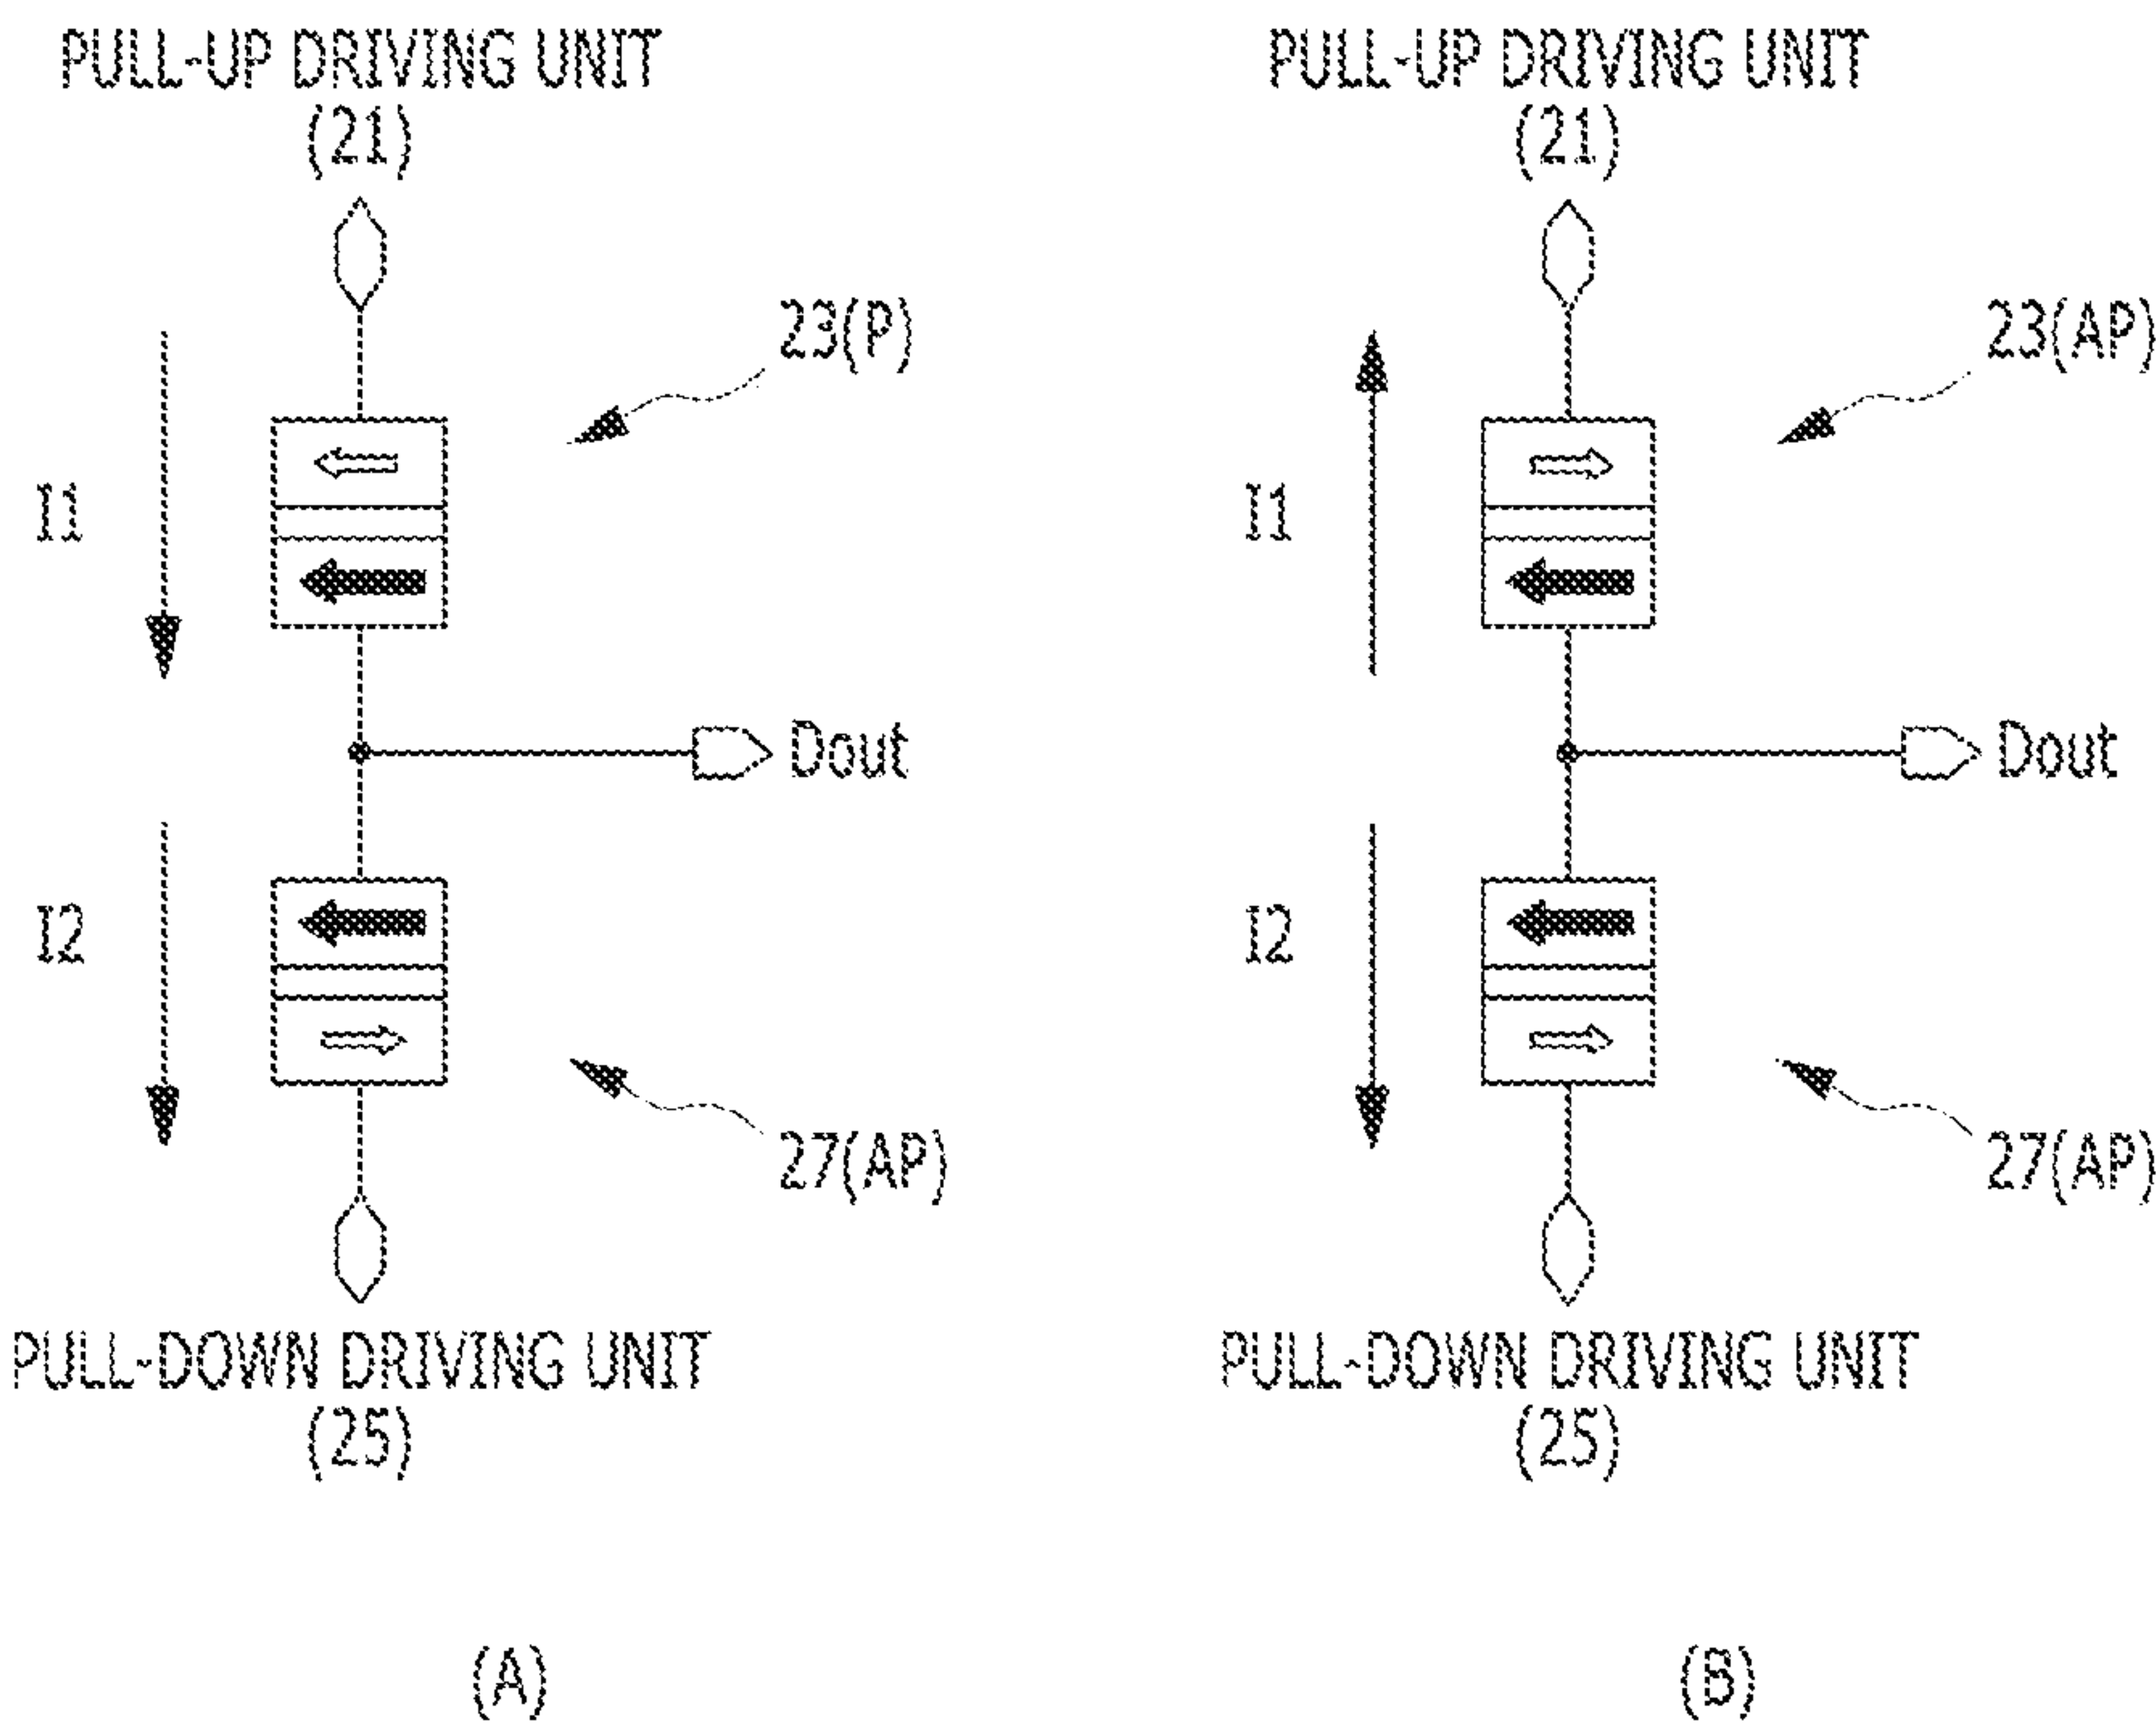 PULL-UP DRIVING UNIT
(21)
23(P)
I1
Dout
I2
27(AP)
PULL-DOWN DRIVING UNIT
(25)
(A)
PULL-UP DRIVING UNIT
(21)
23(AP)
I1
Dout
I2
27(AP)
PULL-DOWN DRIVING UNIT
(25)
(B)